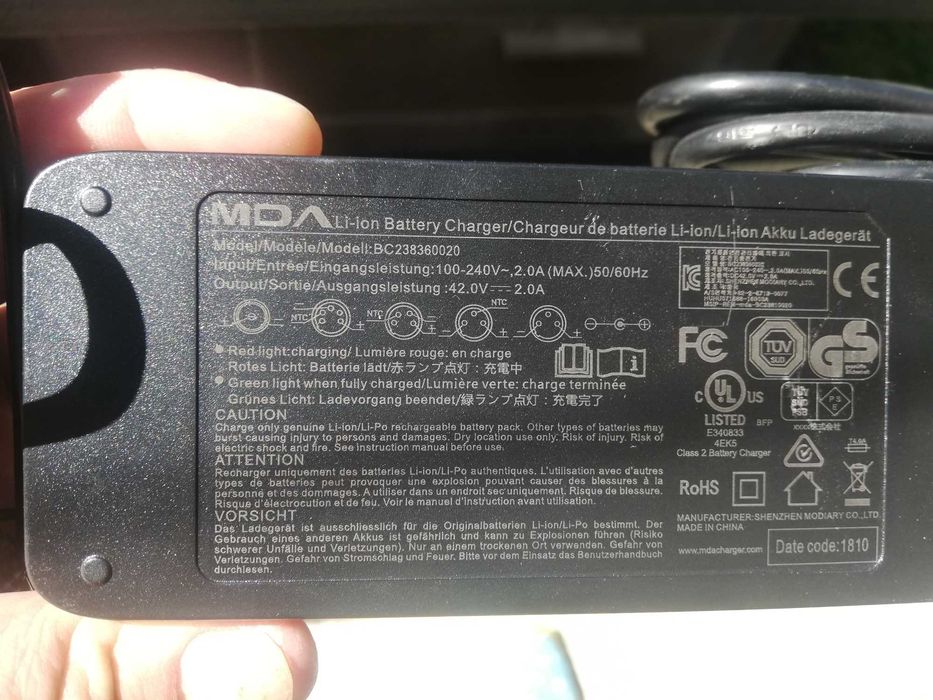 MDA Li-ion Battery Charger/Chargeur de batterie Li-ion/Li-Ion Akku Ladegerät
Model/Modèle/Modell:BC238360020
Input/Entrée/Eingangsleistung:100-240V~,2.0A (MAX.)50/60Hz
Output/Sortie/Ausgangsleistung:42.0V⎓2.0A
NTC
NTC
NTC
Red light:charging/ Lumière rouge: en charge
Rotes Licht: Batterie lädt/赤ランプ点灯：充電中
Green light when fully charged/Lumière verte: charge terminée
Grünes Licht: Ladevorgang beendet/緑ランプ点灯：充電完了
CAUTION
Charge only genuine Li-ion/Li-Po rechargeable battery pack. Other types of batteries may
burst causing injury to persons and damages. Dry location use only. Risk of injury. Risk of
electric shock and fire. See instruction manual before use.
ATTENTION
Recharger uniquement des batteries Li-ion/Li-Po authentiques. L'utilisation avec d'autres
types de batteries peut provoquer une explosion pouvant causer des blessures à la
personne et des dommages. A utiliser dans un endroit sec uniquement. Risque de blessure.
Risque d'électrocution et de feu. Voir le manuel d'instruction avant utilisation.
VORSICHT
Das Ladegerät ist ausschliesslich für die Originalbatterien Li-ion/Li-Po bestimmt. Der
Gebrauch eines anderen Akkus ist gefährlich und kann zu Explosionen führen (Risiko
schwerer Unfälle und Verletzungen). Nur an einem trockenen Ort verwenden. Gefahr von
Verletzungen. Gefahr von Stromschlag und Feuer. Bitte vor dem Einsatz das Benutzerhandbuch
durchlesen.
CE
FC
TÜV
SÜD
GS
geprüfte
Sicherheit
c UL US
LISTED
E340833
4EK5
Class 2 Battery Charger
BFP
TÜV
SÜD
PSB
PS
E
T4.0A
RoHS
MANUFACTURER:SHENZHEN MODIARY CO.,LTD.
MADE IN CHINA
www.mdacharger.com
Date code:1810